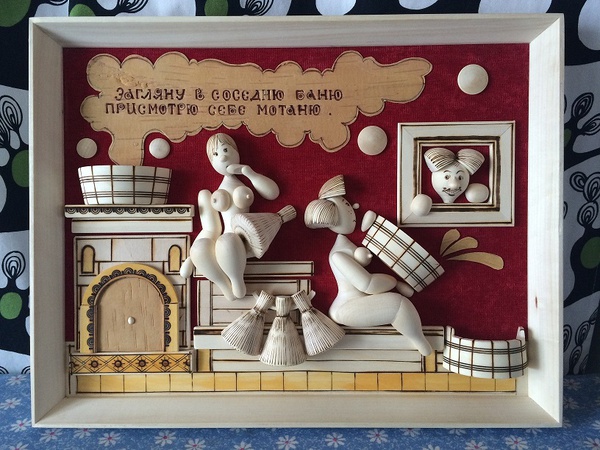 Загляну в соседню баню
присмотрю себе мотаню.